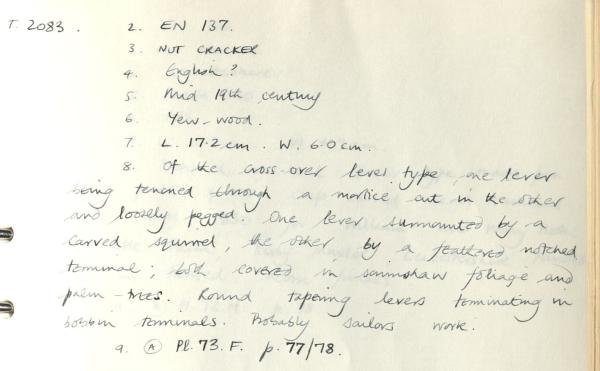 T. 2083. 2. EN 137.
3. NUT CRACKER
4. English?
5. Mid 19th century
6. Yew-wood.
7. L. 17.2 cm. W. 6.0 cm.
8. Of the cross-over lever type, one lever
being tenoned through a mortice cut in the other
and loosely pegged. One lever surmounted by a
carved squirrel, the other by a feathered notched
terminal; both covered in scrimshaw foliage and
palm-trees. Round tapering levers terminating in
bobbin terminals. Probably sailors work.
9. A Pl. 73. F. p. 77/78.